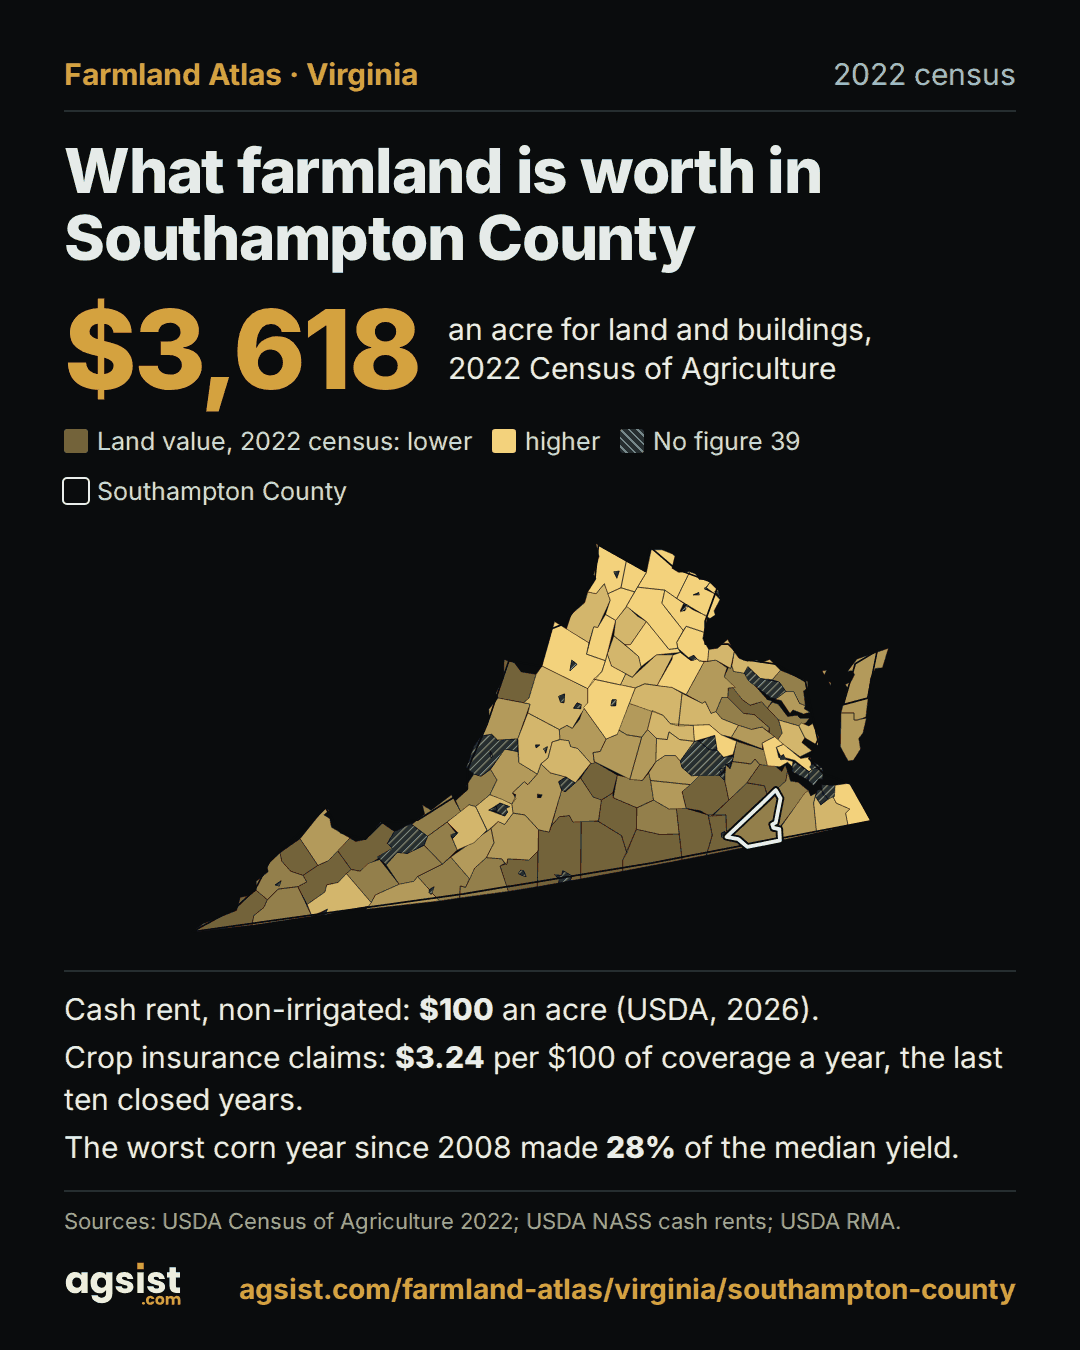 Farmland Atlas · Virginia
2022 census
What farmland is worth in
Southampton County
$3,618
an acre for land and buildings,
2022 Census of Agriculture
Land value, 2022 census: lower
higher
No figure 39
Southampton County
Cash rent, non-irrigated: $100 an acre (USDA, 2026).
Crop insurance claims: $3.24 per $100 of coverage a year, the last
ten closed years.
The worst corn year since 2008 made 28% of the median yield.
Sources: USDA Census of Agriculture 2022; USDA NASS cash rents; USDA RMA.
agsist
.com
agsist.com/farmland-atlas/virginia/southampton-county